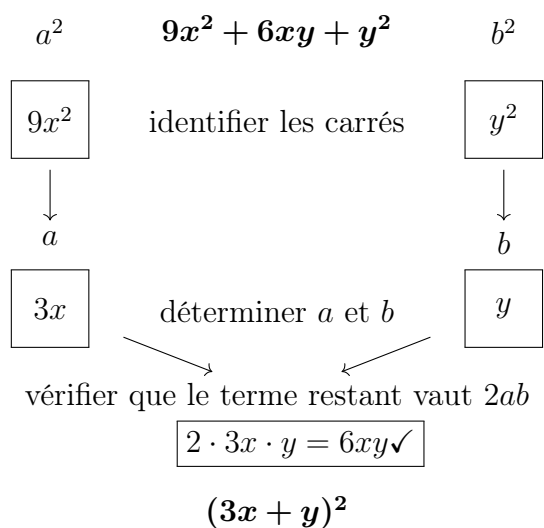 a² 9x² + 6xy + y² b²
9x² identifier les carrés y²
a b
3x déterminer a et b y
vérifier que le terme restant vaut 2ab
2 · 3x · y = 6xy✓
(3x + y)²